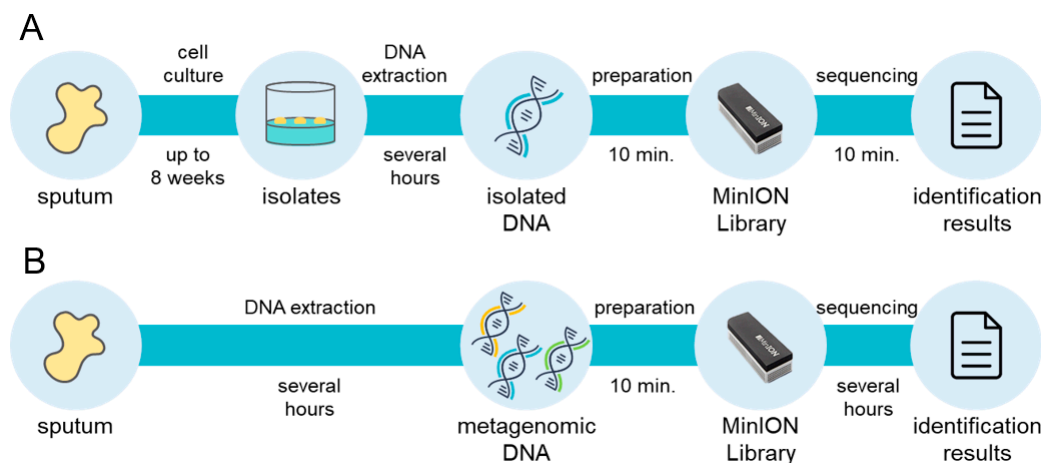 A
cell
culture
DNA
extraction
preparation
sequencing
MinION
up to
8 weeks
several
hours
10 min.
10 min.
sputum
isolates
isolated
DNA
MinION
Library
identification
results
B
DNA extraction
preparation
sequencing
MinION
several
hours
10 min.
several
hours
sputum
metagenomic
DNA
MinION
Library
identification
results